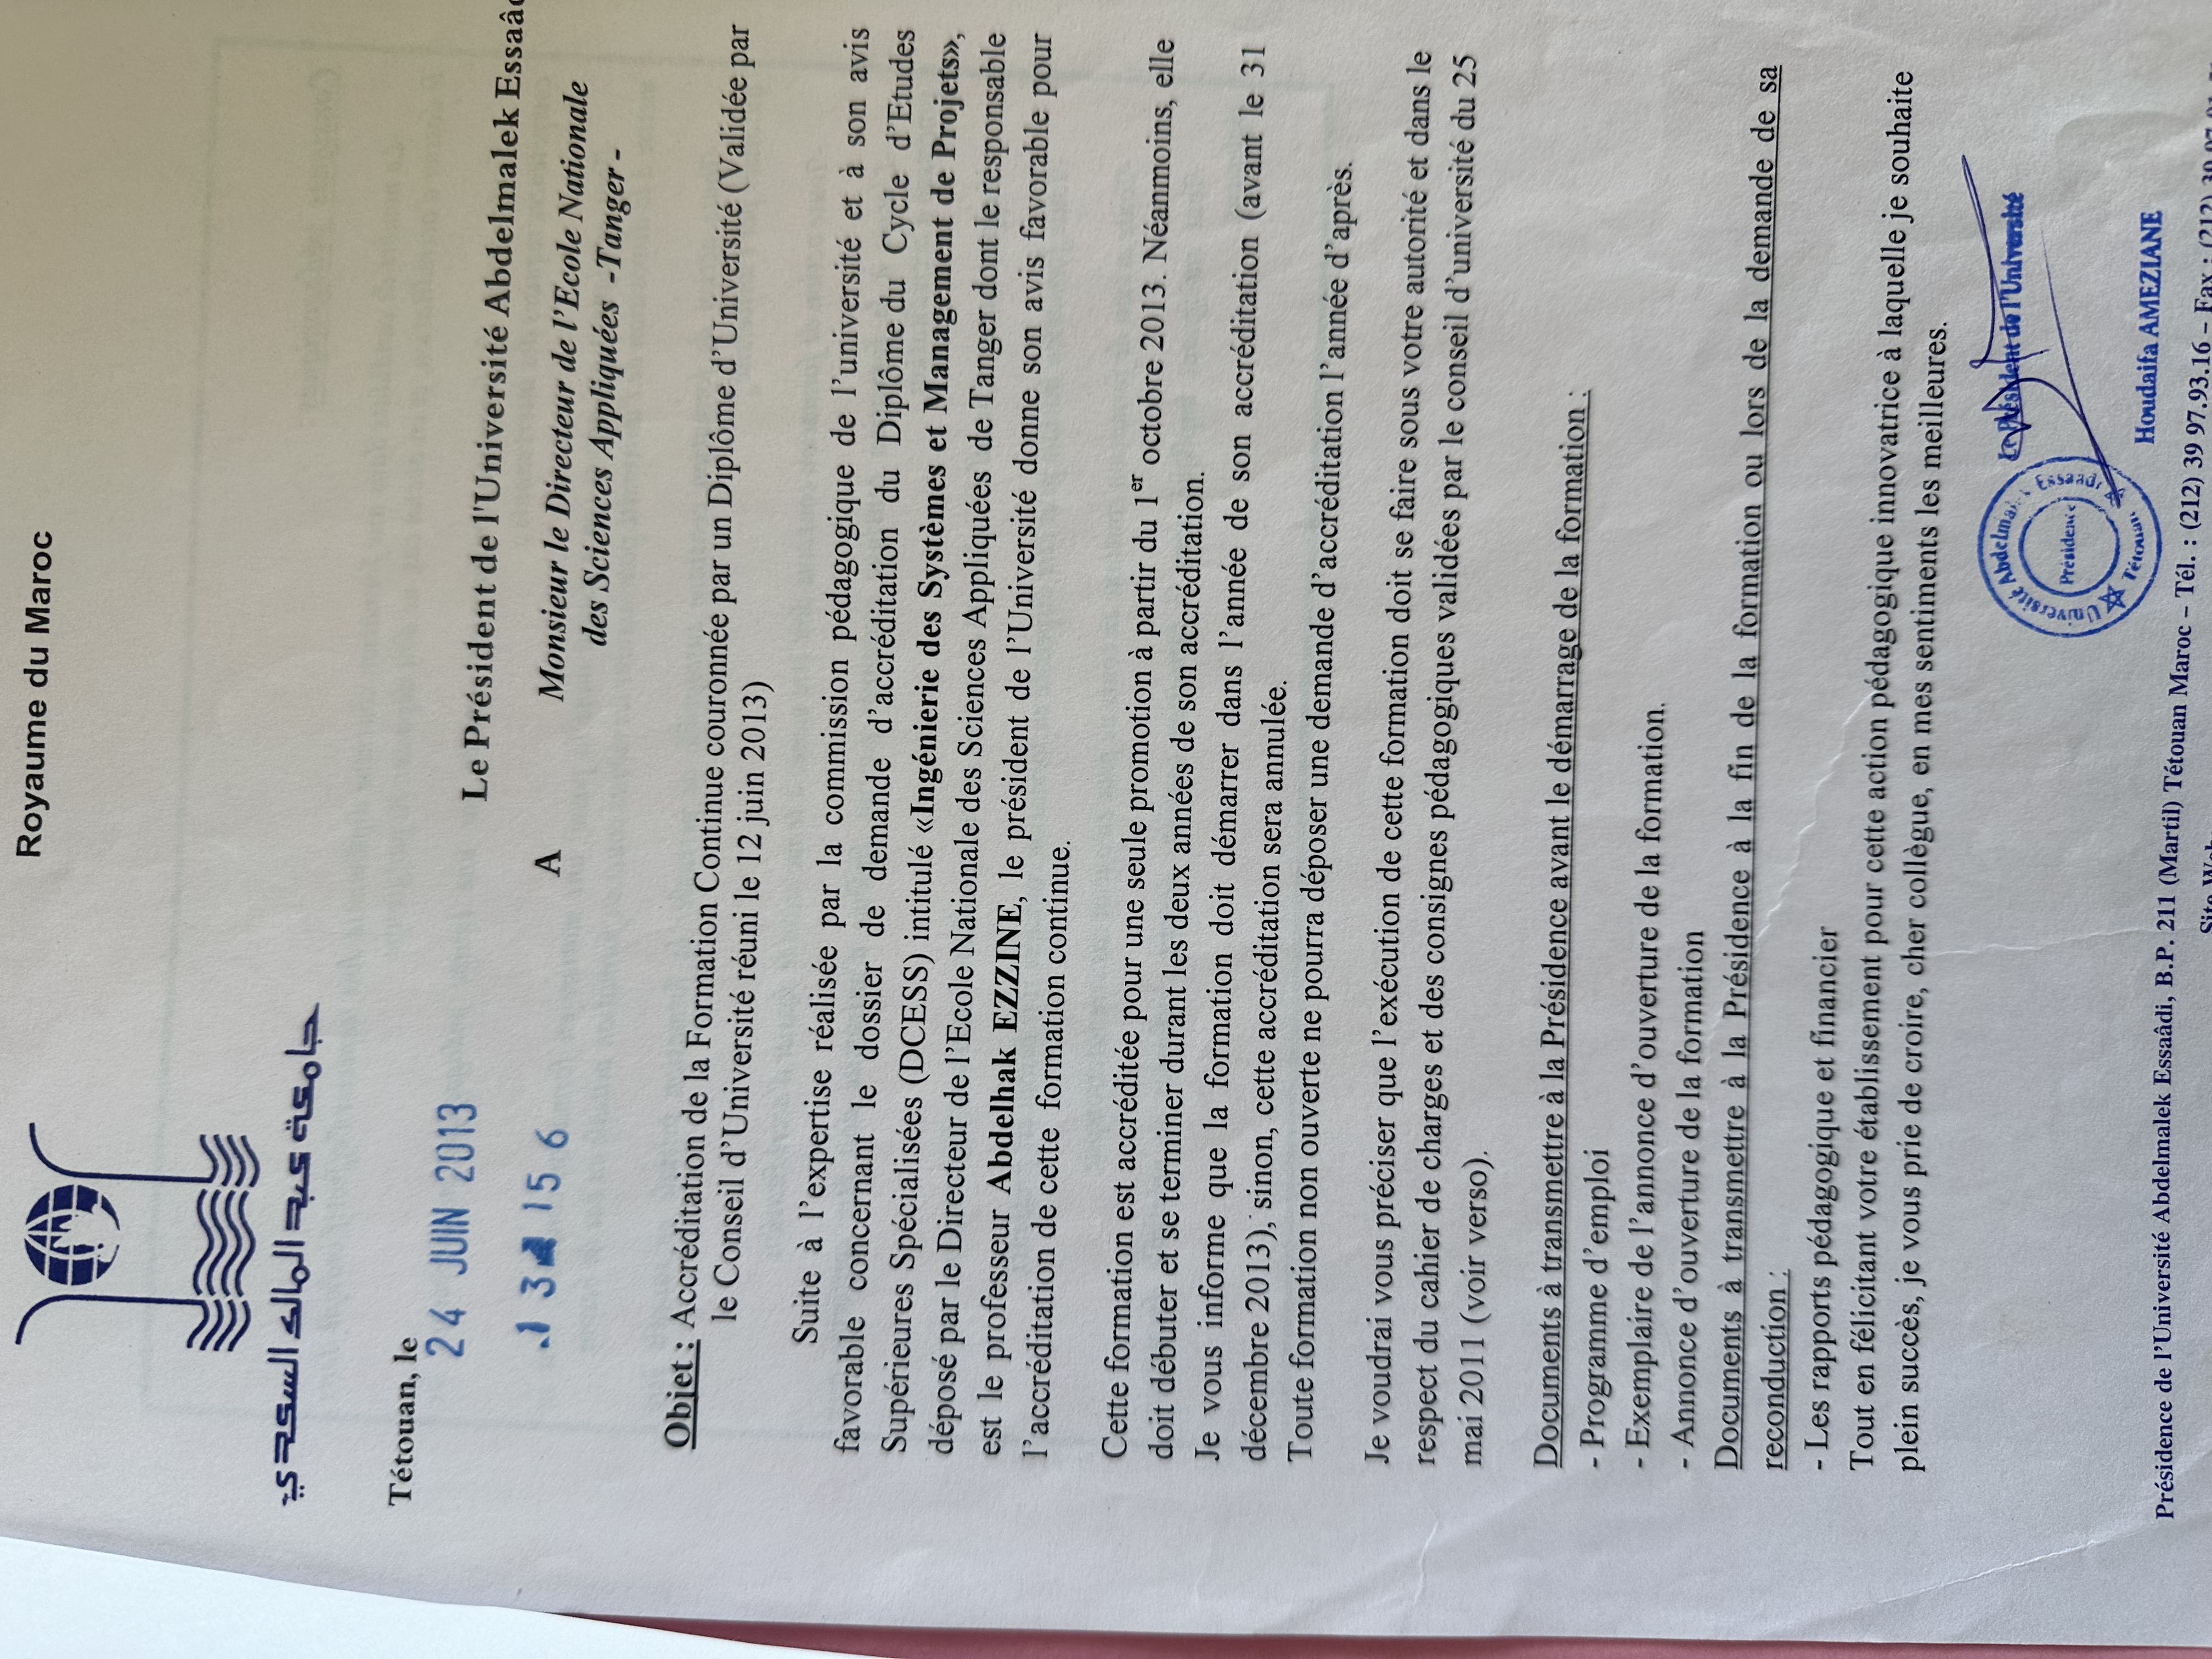 Royaume du Maroc
جامعة عبد المالك السعدي
Tétouan, le
24 JUIN 2013
Le Président de l'Université Abdelmalek
A
Monsieur le Directeur de l’Ecole Nationale
des Sciences Appliquées -Tanger -
Objet : Accréditation de la Formation Continue couronnée par un Diplôme d’Université (Validée par
le Conseil d’Université réuni le 12 juin 2013)
Suite à l’expertise réalisée par la commission pédagogique de l’université et à son avis
favorable concernant le dossier de demande d’accréditation du Diplôme du Cycle d’Etudes
Supérieures Spécialisées (DCESS) intitulé «Ingénierie des Systèmes et Management de Projets»,
déposé par le Directeur de l’Ecole Nationale des Sciences Appliquées de Tanger dont le responsable
est le professeur Abdelhak EZZINE, le président de l’Université donne son avis favorable pour
l’accréditation de cette formation continue.
Cette formation est accréditée pour une seule promotion à partir du 1er octobre 2013. Néanmoins, elle
doit débuter et se terminer durant les deux années de son accréditation.
Je vous informe que la formation doit démarrer dans l’année de son accréditation (avant le 31
décembre 2013), sinon, cette accréditation sera annulée.
Toute formation non ouverte ne pourra déposer une demande d’accréditation l’année d’après.
Je voudrai vous préciser que l’exécution de cette formation doit se faire sous votre autorité et dans le
respect du cahier de charges et des consignes pédagogiques validées par le conseil d’université du 25
mai 2011 (voir verso).
Documents à transmettre à la Présidence avant le démarrage de la formation :
- Programme d’emploi
- Exemplaire de l’annonce d’ouverture de la formation.
- Annonce d’ouverture de la formation
Documents à transmettre à la Présidence à la fin de la formation ou lors de la demande de sa
reconduction :
- Les rapports pédagogique et financier
Tout en félicitant votre établissement pour cette action pédagogique innovatrice à laquelle je souhaite
plein succès, je vous prie de croire, cher collègue, en mes sentiments les meilleures.
Le Président de l'Université
Université Abdelmalek Essaadi
Présidence
Tétouan
Houdaifa AMEZIANE
Présidence de l’Université Abdelmalek Essaâdi, B.P. 211 (Martil) Tétouan Maroc – Tél. : (212) 39 97.93.16 – Fax : (212)
Site Web